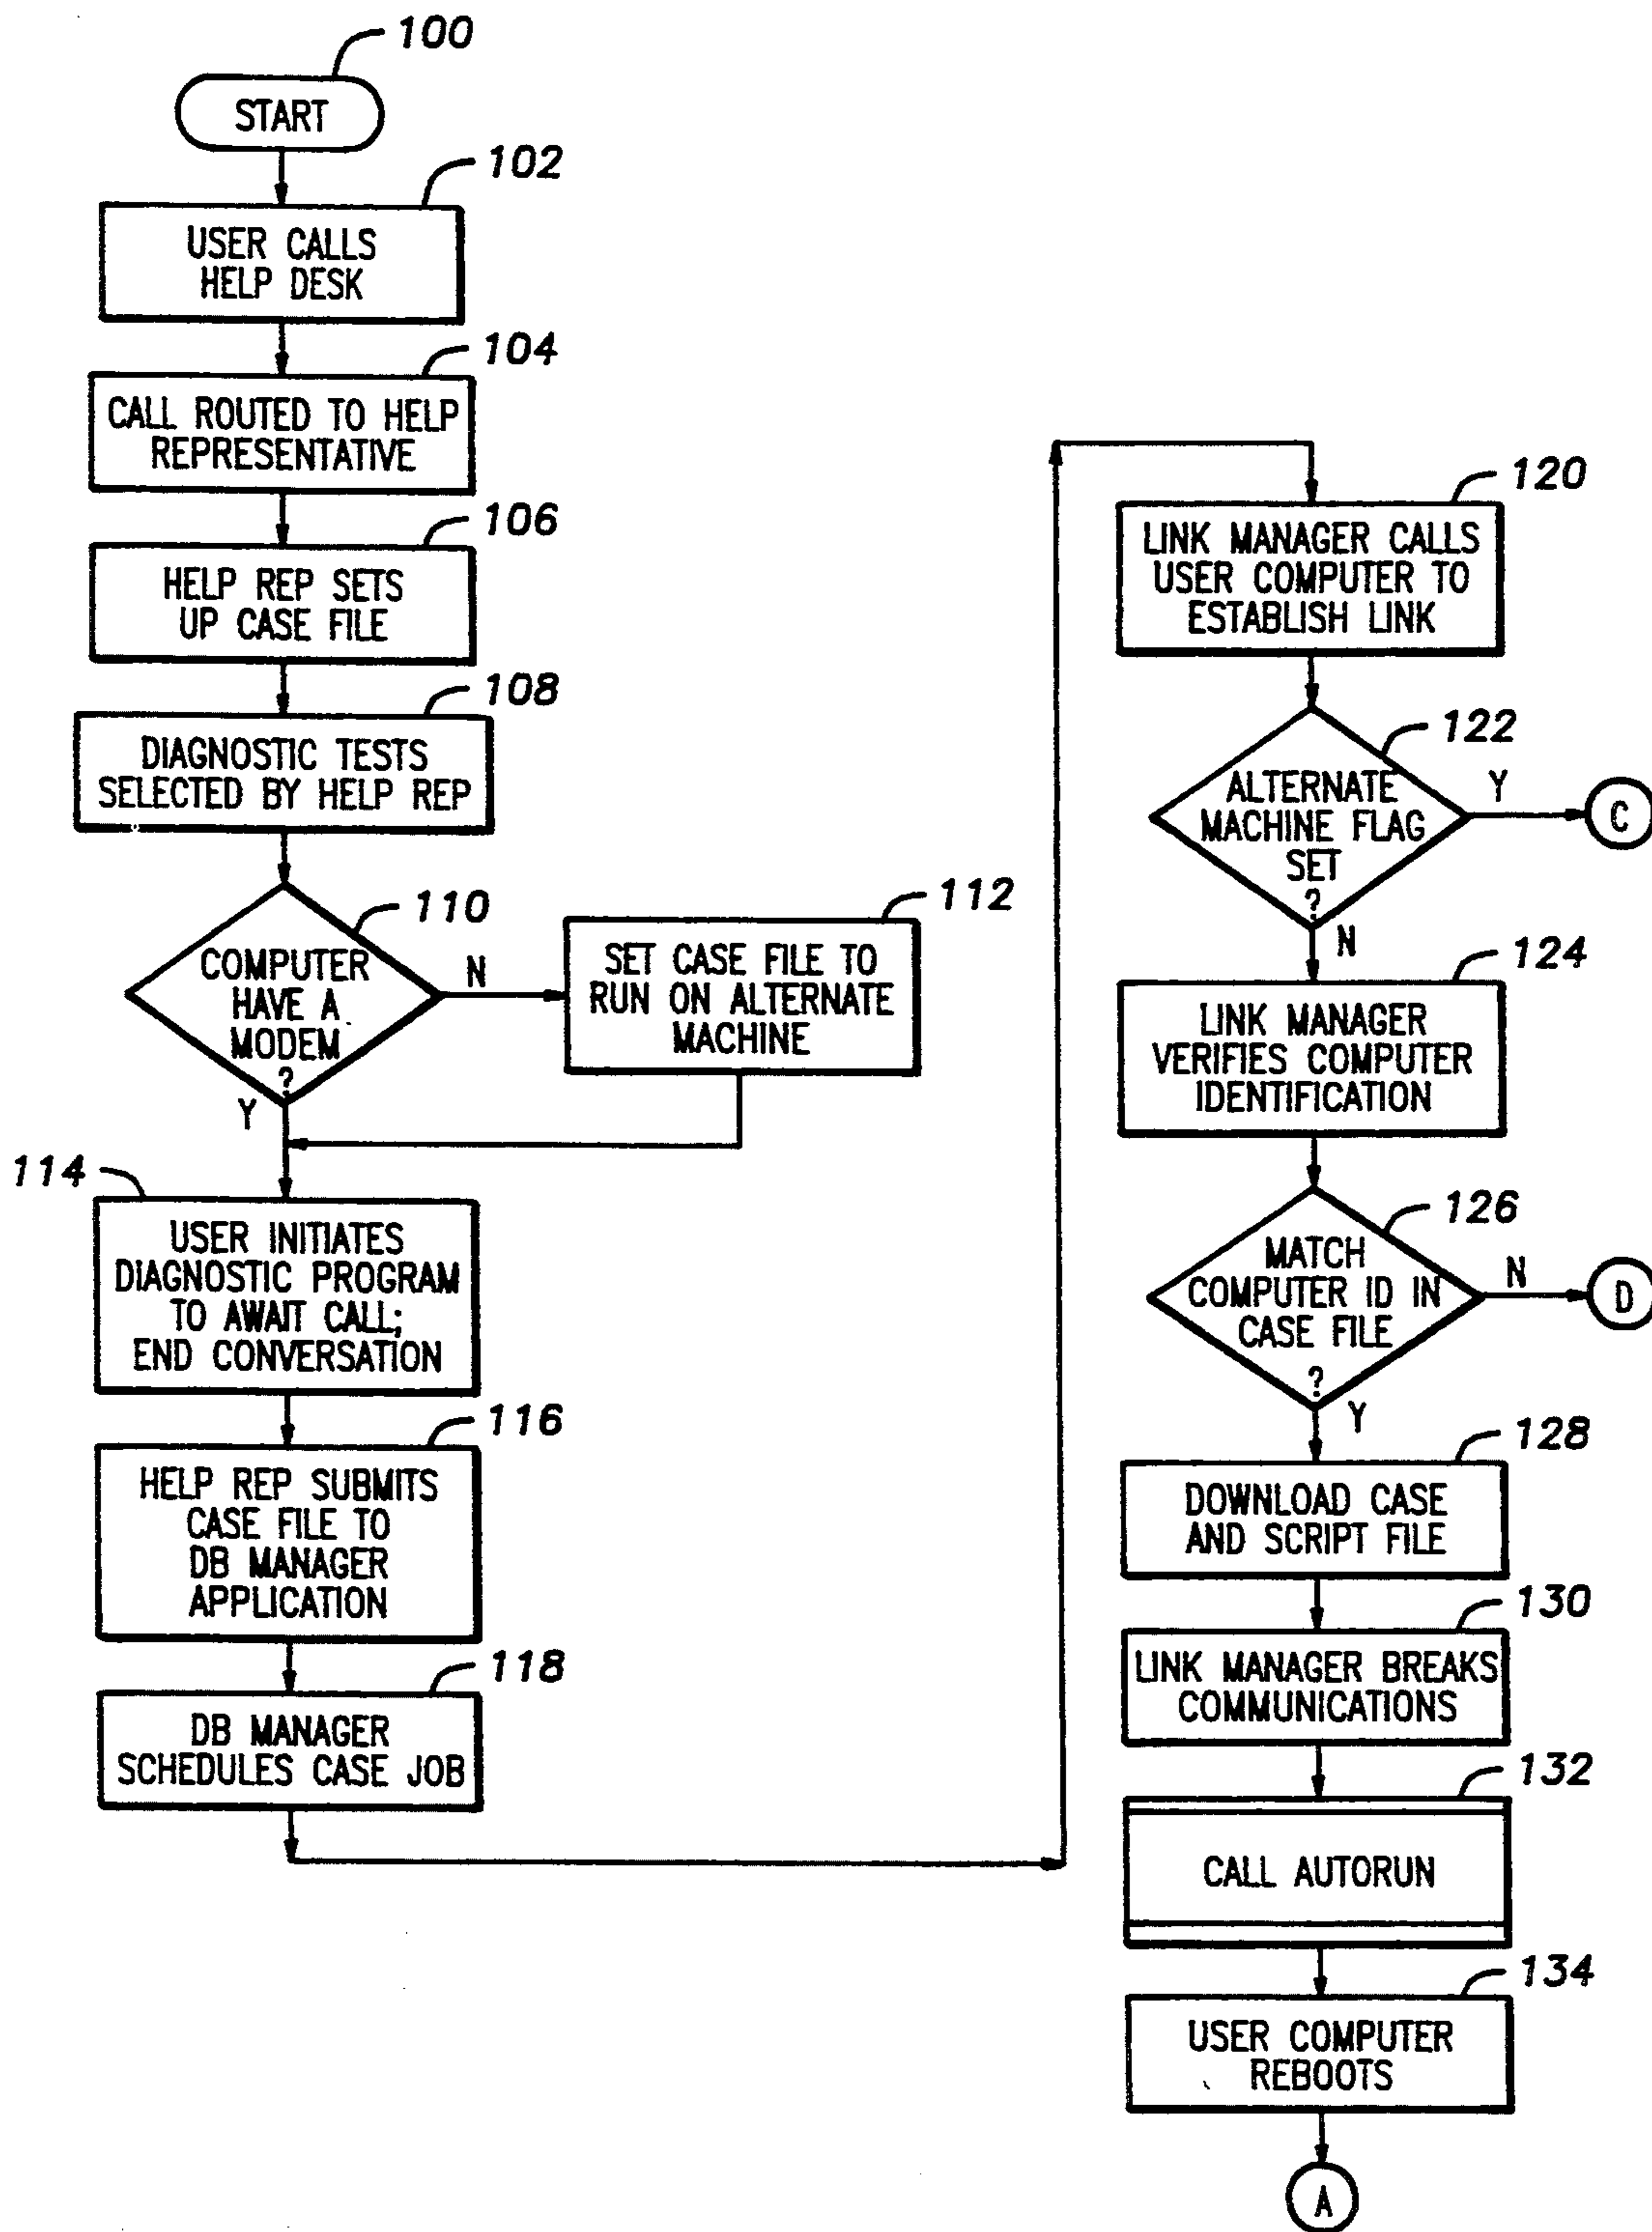 100
START
102
USER CALLS
HELP DESK
104
CALL ROUTED TO HELP
REPRESENTATIVE
106
HELP REP SETS
UP CASE FILE
108
DIAGNOSTIC TESTS
SELECTED BY HELP REP
110
COMPUTER
HAVE A
MODEM
?
N
Y
112
SET CASE FILE TO
RUN ON ALTERNATE
MACHINE
114
USER INITIATES
DIAGNOSTIC PROGRAM
TO AWAIT CALL;
END CONVERSATION
116
HELP REP SUBMITS
CASE FILE TO
DB MANAGER
APPLICATION
118
DB MANAGER
SCHEDULES CASE JOB
120
LINK MANAGER CALLS
USER COMPUTER TO
ESTABLISH LINK
122
ALTERNATE
MACHINE FLAG
SET
?
Y
C
N
124
LINK MANAGER
VERIFIES COMPUTER
IDENTIFICATION
126
MATCH
COMPUTER ID IN
CASE FILE
?
N
D
Y
128
DOWNLOAD CASE
AND SCRIPT FILE
130
LINK MANAGER BREAKS
COMMUNICATIONS
132
CALL AUTORUN
134
USER COMPUTER
REBOOTS
A